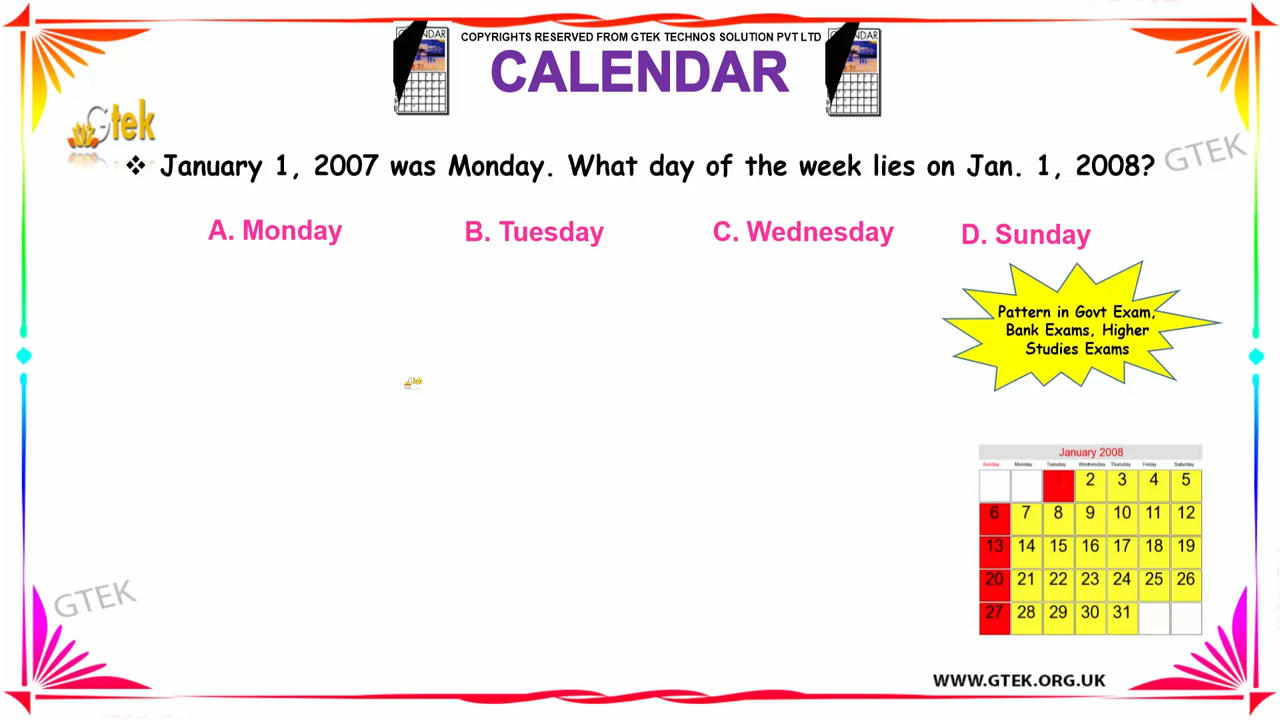 COPYRIGHTS RESERVED FROM GTEK TECHNOS SOLUTION PVT LTD
CALENDAR
Gtek
❖ January 1, 2007 was Monday. What day of the week lies on Jan. 1, 2008?
GTEK
A. Monday B. Tuesday C. Wednesday D. Sunday
Pattern in Govt Exam,
Bank Exams, Higher
Studies Exams
Gtek
January 2008
Sunday Monday Tuesday Wednesday Thursday Friday Saturday
1 2 3 4 5
6 7 8 9 10 11 12
13 14 15 16 17 18 19
20 21 22 23 24 25 26
27 28 29 30 31
GTEK
WWW.GTEK.ORG.UK